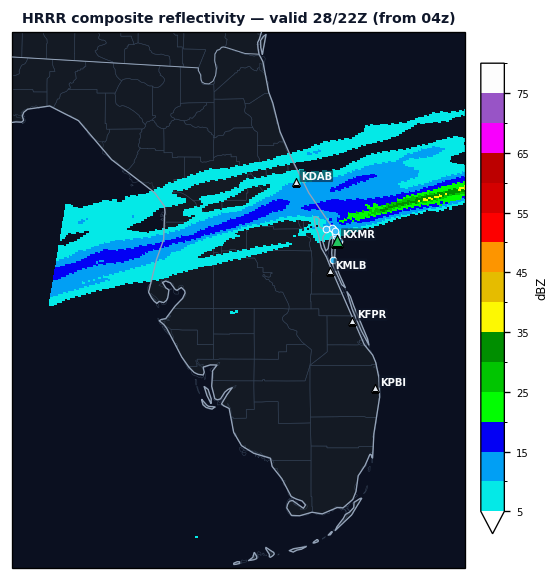 HRRR composite reflectivity — valid 28/22Z (from 04z)
KDAB
KXMR
KMLB
KFPR
KPBI
75
65
55
45
35
25
15
5
dBZ